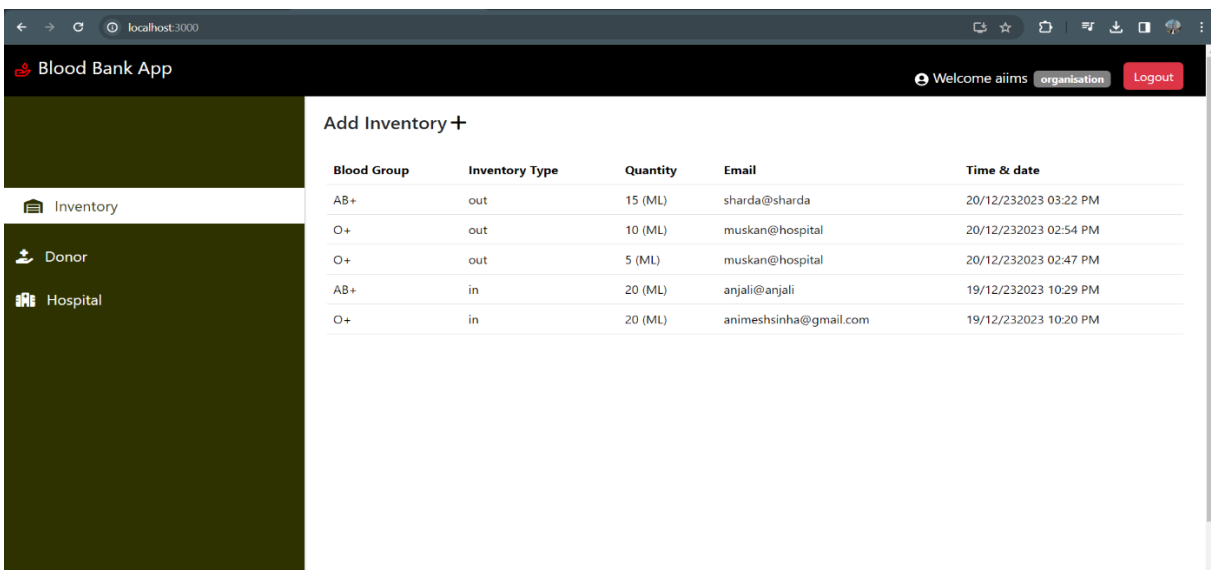 localhost:3000
Blood Bank App
Welcome aiims organisation Logout
Add Inventory
Blood Group Inventory Type Quantity Email Time & date
Inventory
AB+ out 15 (ML) sharda@sharda 20/12/232023 03:22 PM
O+ out 10 (ML) muskan@hospital 20/12/232023 02:54 PM
Donor
O+ out 5 (ML) muskan@hospital 20/12/232023 02:47 PM
Hospital
AB+ in 20 (ML) anjali@anjali 19/12/232023 10:29 PM
O+ in 20 (ML) animeshsinha@gmail.com 19/12/232023 10:20 PM